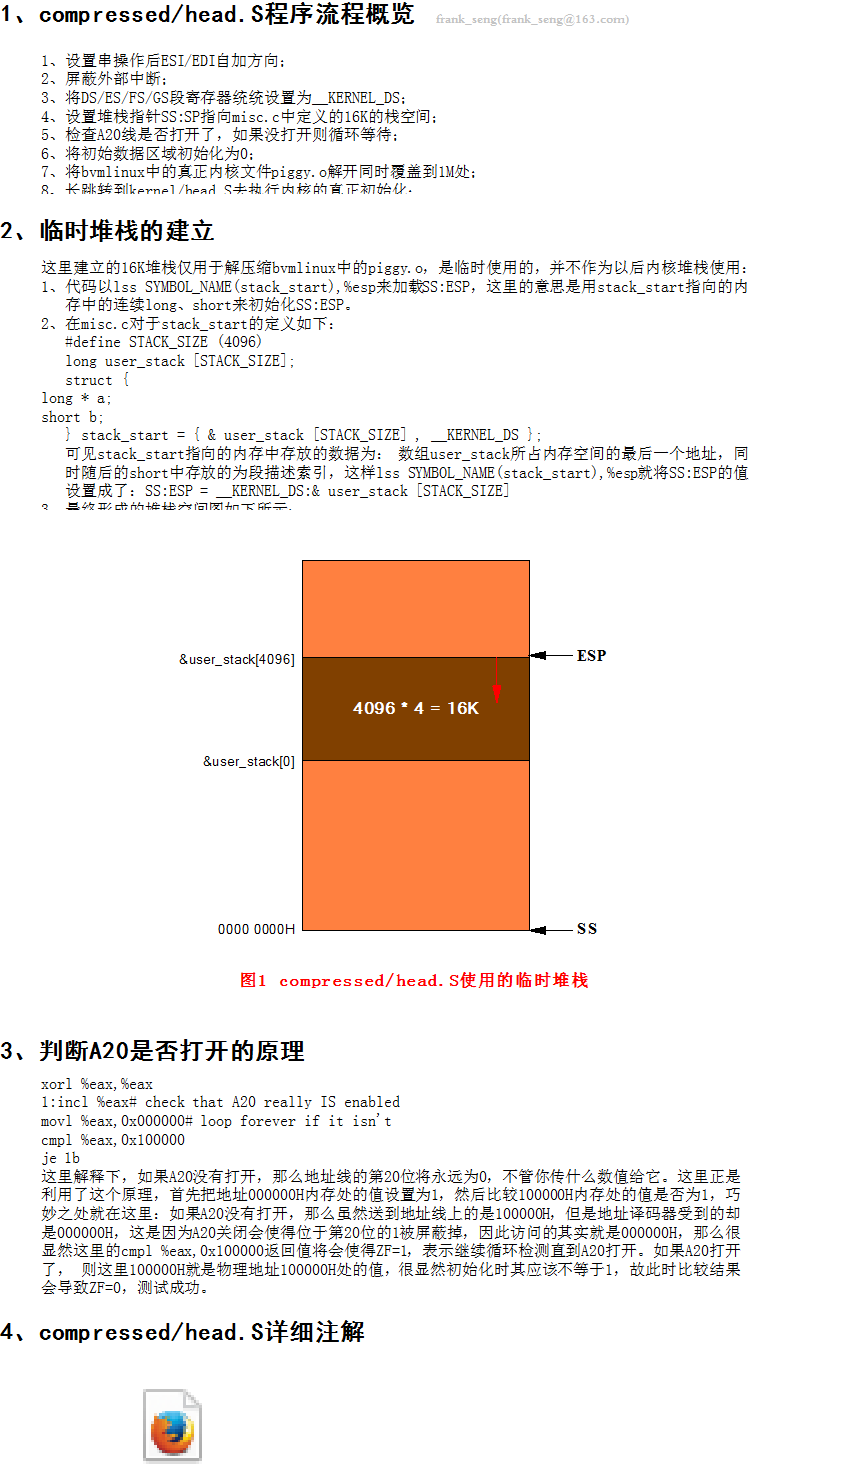 1、compressed/head.S程序流程概览 frank_seng(frank_seng@163.com)
1、设置串操作后ESI/EDI自加方向;
2、屏蔽外部中断;
3、将DS/ES/FS/GS段寄存器统统设置为__KERNEL_DS;
4、设置堆栈指针SS:SP指向misc.c中定义的16K的栈空间;
5、检查A20线是否打开了，如果没打开则循环等待;
6、将初始数据区域初始化为0;
7、将bvmlinux中的真正内核文件piggy.o解开同时覆盖到1M处;
8、长跳转到kernel/head.S去执行内核的真正初始化;
2、临时堆栈的建立
这里建立的16K堆栈仅用于解压缩bvmlinux中的piggy.o，是临时使用的，并不作为以后内核堆栈使用:
1、代码以lss SYMBOL_NAME(stack_start),%esp来加载SS:ESP，这里的意思是用stack_start指向的内
存中的连续long、short来初始化SS:ESP。
2、在misc.c对于stack_start的定义如下:
#define STACK_SIZE (4096)
long user_stack [STACK_SIZE];
struct {
long * a;
short b;
} stack_start = { & user_stack [STACK_SIZE] , __KERNEL_DS };
可见stack_start指向的内存中存放的数据为: 数组user_stack所占内存空间的最后一个地址，同
时随后的short中存放的为段描述索引，这样lss SYMBOL_NAME(stack_start),%esp就将SS:ESP的值
设置成了: SS:ESP = __KERNEL_DS:& user_stack [STACK_SIZE]
3、最终形成的堆栈空间图如下所示:
&user_stack[4096]
ESP
4096 * 4 = 16K
&user_stack[0]
0000 0000H
SS
图1 compressed/head.S使用的临时堆栈
3、判断A20是否打开的原理
xorl %eax,%eax
1:incl %eax# check that A20 really IS enabled
movl %eax,0x000000# loop forever if it isn't
cmpl %eax,0x100000
je 1b
这里解释下，如果A20没有打开，那么地址线的第20位将永远为0，不管你传什么数值给它。这里正是
利用了这个原理，首先把地址000000H内存处的值设置为1，然后比较100000H内存处的值是否为1，巧
妙之处就在这里: 如果A20没有打开，那么虽然送到地址线上的是100000H，但是地址译码器受到的却
是000000H，这是因为A20关闭会使得位于第20位的1被屏蔽掉，因此访问的其实就是000000H，那么很
显然这里的cmpl %eax,0x100000返回值将会使得ZF=1，表示继续循环检测直到A20打开。如果A20打开
了， 则这里100000H就是物理地址100000H处的值，很显然初始化时其应该不等于1，故此时比较结果
会导致ZF=0，测试成功。
4、compressed/head.S详细注解